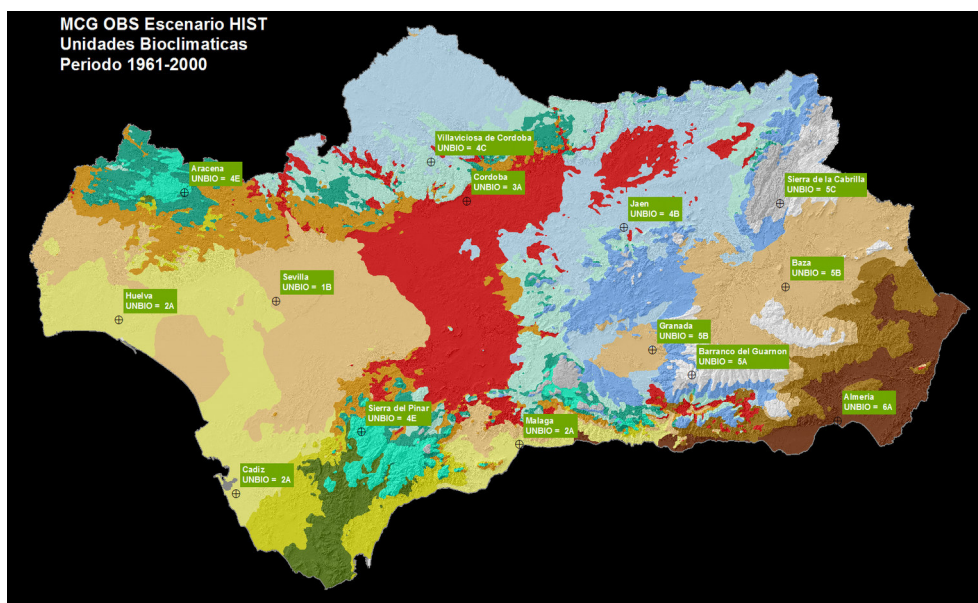 MCG OBS Escenario HIST
Unidades Bioclimaticas
Periodo 1961-2000
Villaviciosa de Cordoba
UNBIO = 4C
Aracena
UNBIO = 4E
Cordoba
UNBIO = 3A
Sierra de la Cabrilla
UNBIO = 5C
Jaen
UNBIO = 4B
Baza
UNBIO = 5B
Sevilla
UNBIO = 1B
Huelva
UNBIO = 2A
Granada
UNBIO = 5B
Barranco del Guarnon
UNBIO = 5A
Almeria
UNBIO = 6A
Sierra del Pinar
UNBIO = 4E
Malaga
UNBIO = 2A
Cadiz
UNBIO = 2A